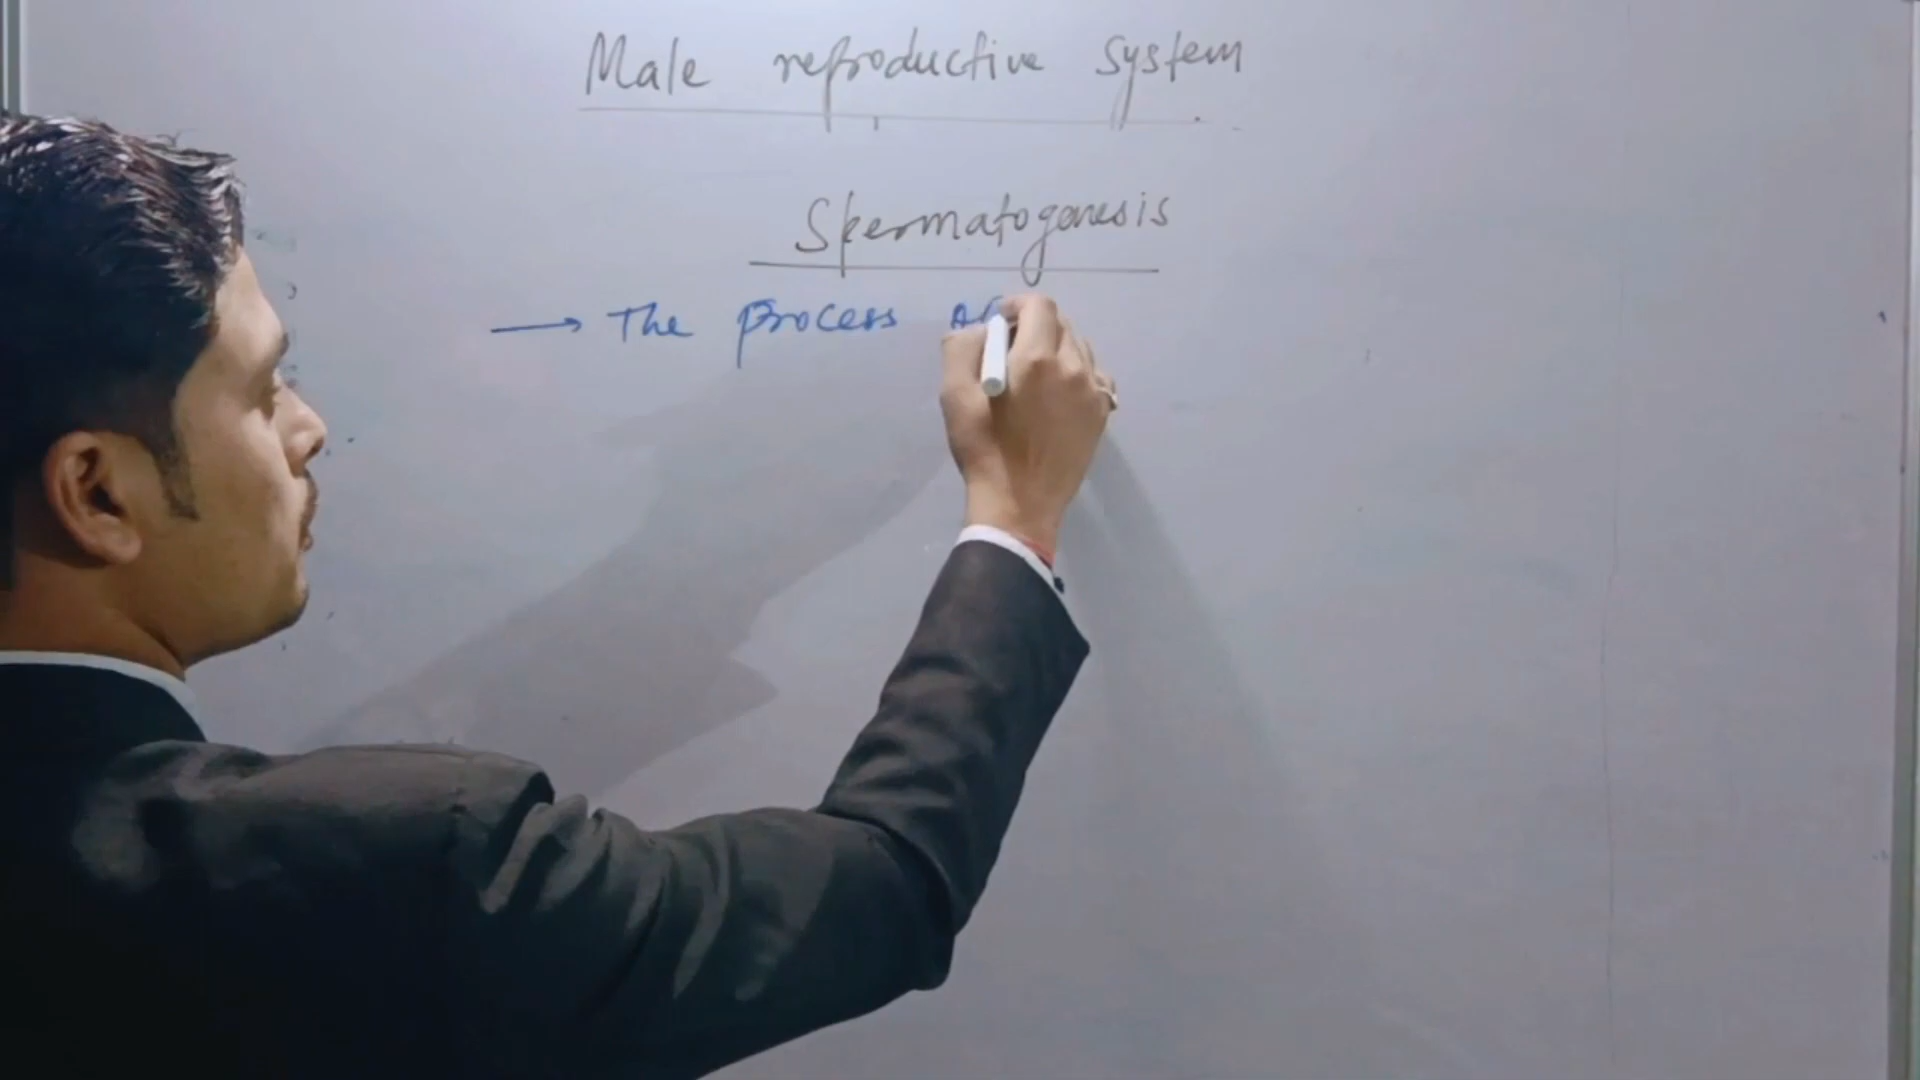 Male reproductive system
Spermatogenesis
→ The process of